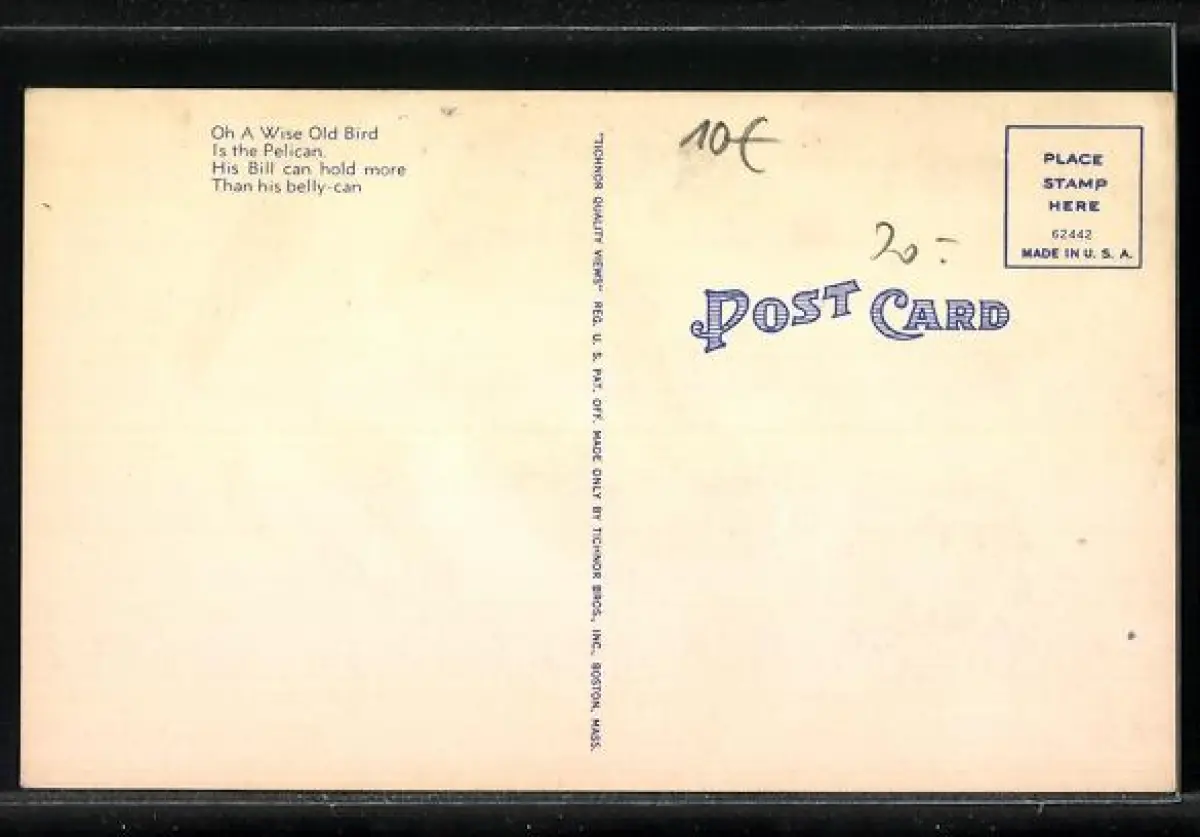 Oh A Wise Old Bird
Is the Pelican.
His Bill can hold more
Than his belly-can
"TICHNOR QUALITY VIEWS" REG. U. S. PAT. OFF. MADE ONLY BY TICHNOR BROS., INC., BOSTON, MASS.
10€
20.-
POST CARD
PLACE
STAMP
HERE
62442
MADE IN U. S. A.